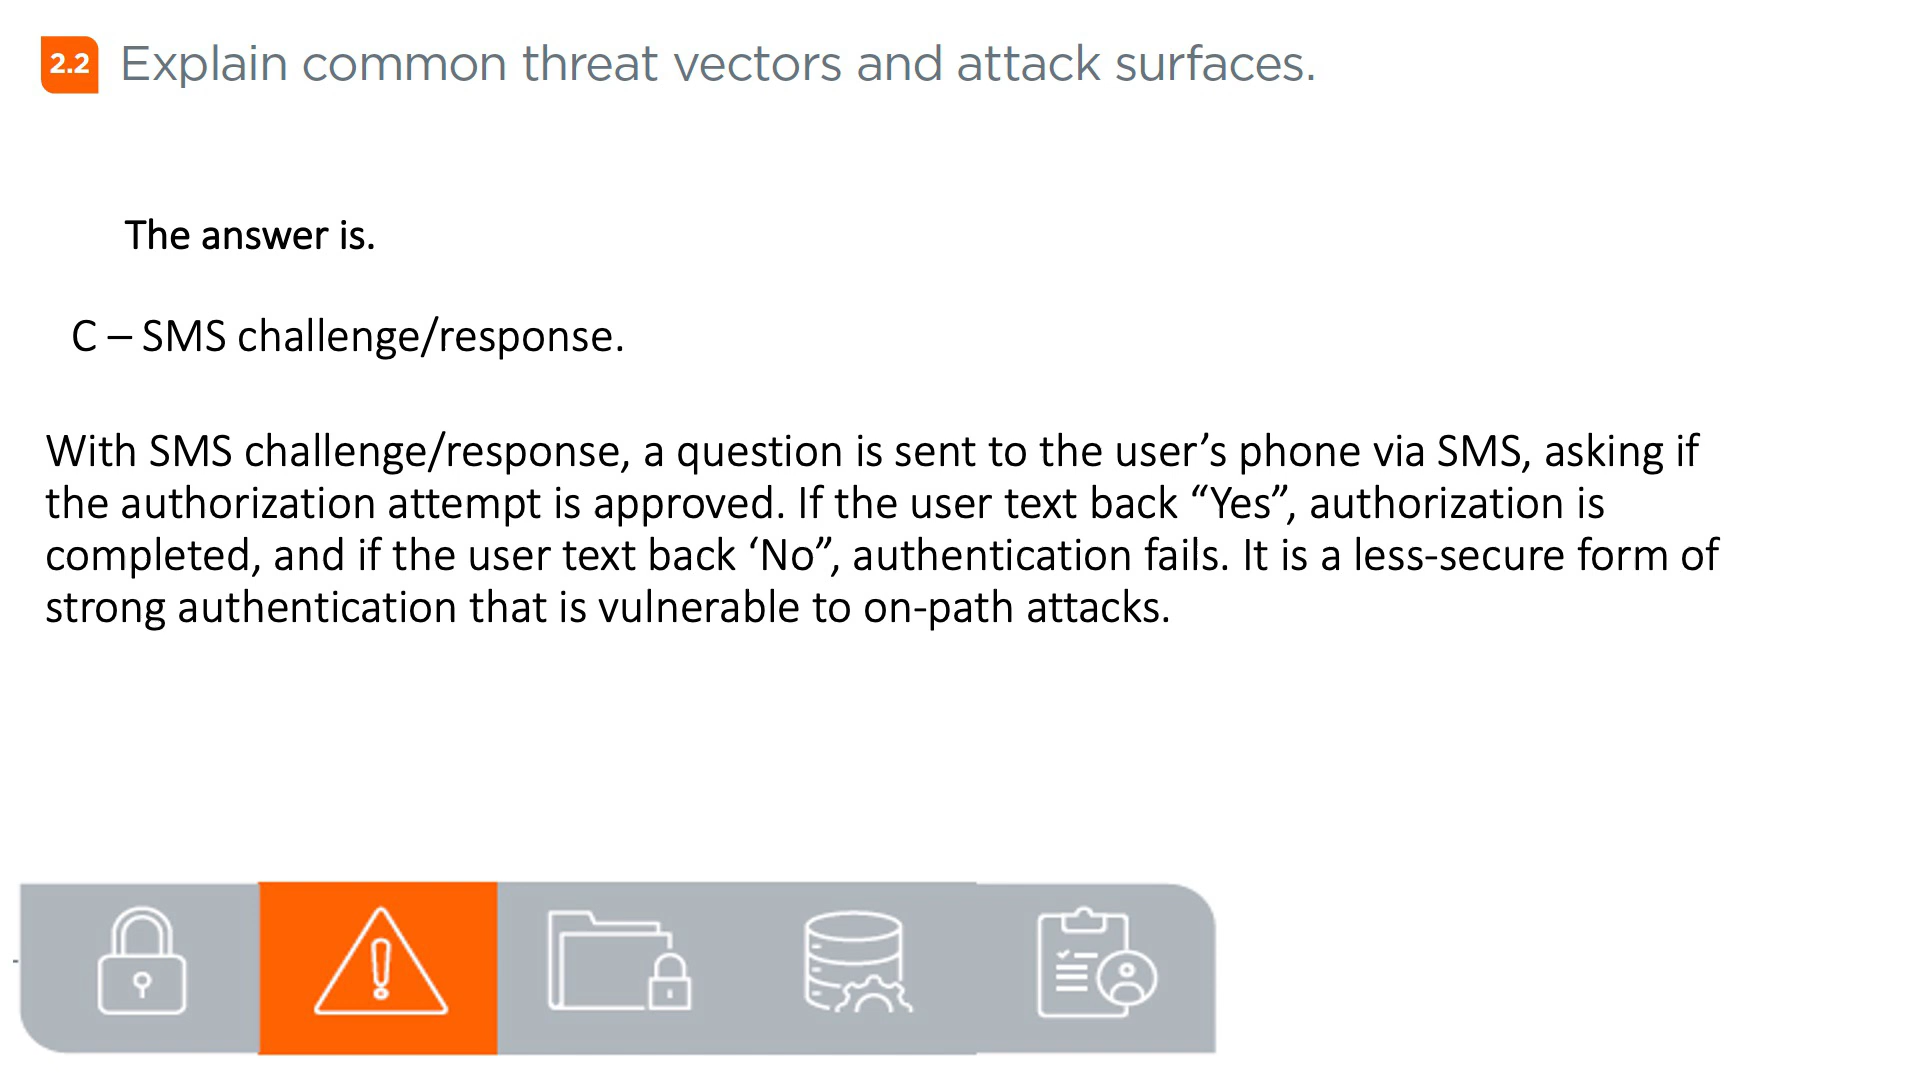 2.2 Explain common threat vectors and attack surfaces.
The answer is.
C – SMS challenge/response.
With SMS challenge/response, a question is sent to the user’s phone via SMS, asking if
the authorization attempt is approved. If the user text back “Yes”, authorization is
completed, and if the user text back ‘No”, authentication fails. It is a less-secure form of
strong authentication that is vulnerable to on-path attacks.
-